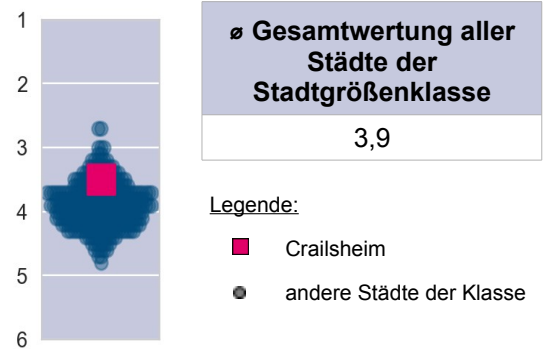 1
2
3
4
5
6
ø Gesamtwertung aller
Städte der
Stadtgrößenklasse
3,9
Legende:
Crailsheim
andere Städte der Klasse